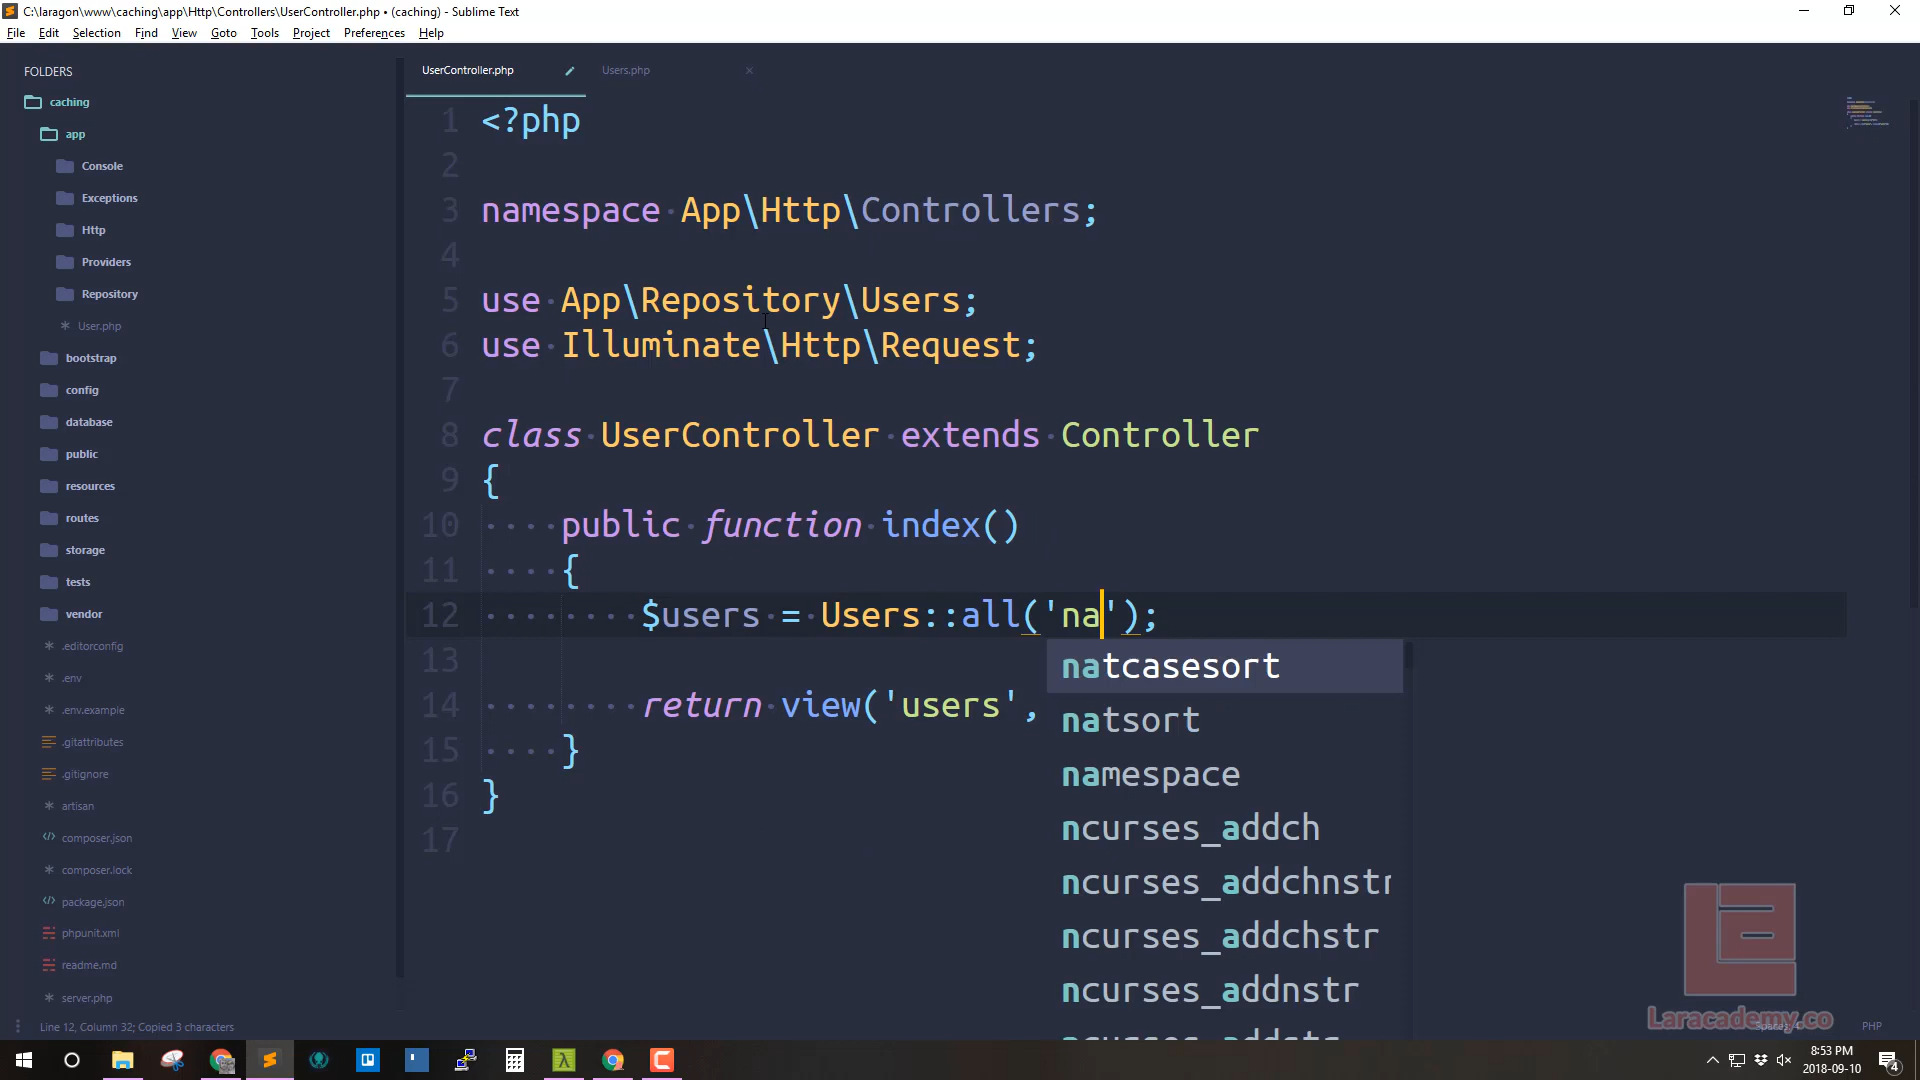 C:\laragon\www\caching\app\Http\Controllers\UserController.php • (caching) - Sublime Text
File Edit Selection Find View Goto Tools Project Preferences Help
FOLDERS
caching
app
Console
Exceptions
Http
Providers
Repository
User.php
bootstrap
config
database
public
resources
routes
storage
tests
vendor
.editorconfig
.env
.env.example
.gitattributes
.gitignore
artisan
composer.json
composer.lock
package.json
phpunit.xml
readme.md
server.php
UserController.php Users.php
1 <?php
2
3 namespace App\Http\Controllers;
4
5 use App\Repository\Users;
6 use Illuminate\Http\Request;
7
8 class UserController extends Controller
9 {
10 public function index()
11 {
12 $users = Users::all('na');
13
14 return view('users',
15 }
16 }
17
natcasesort
natsort
namespace
ncurses_addch
ncurses_addchnstr
ncurses_addchstr
ncurses_addnstr
ncurses_addstr
Laracademy.co
Line 12, Column 32; Copied 3 characters
PHP
8:53 PM
2018-09-10
4